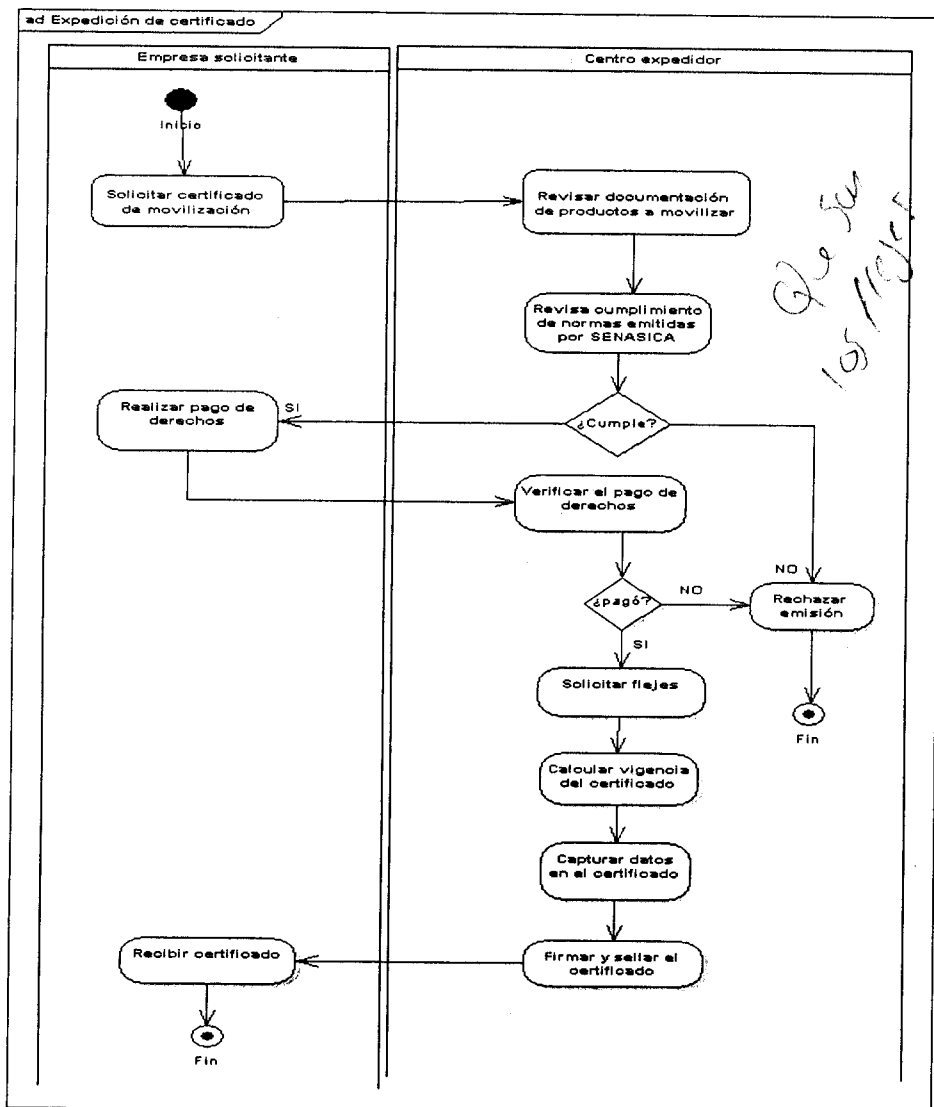 ad Expedición de certificado
Empresa solicitante
Centro expedidor
Inicio
Solicitar certificado
de movilización
Revisar documentación
de productos a movilizar
Revisa cumplimiento
de normas emitidas
por SENASICA
¿Cumple?
SI
Realizar pago de
derechos
Verificar el pago de
derechos
NO
¿pagó?
NO
Rechazar
emisión
SI
Solicitar flejes
Fin
Calcular vigencia
del certificado
Capturar datos
en el certificado
Firmar y sellar el
certificado
Recibir certificado
Fin
Que son
los